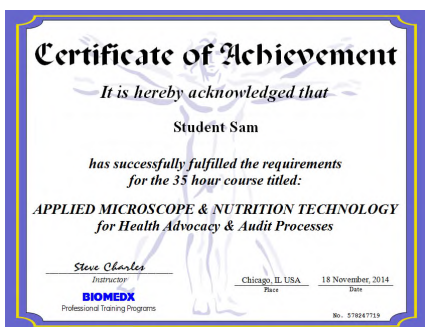 Certificate of Achievement
It is hereby acknowledged that
Student Sam
has successfully fulfilled the requirements
for the 35 hour course titled:
APPLIED MICROSCOPE & NUTRITION TECHNOLOGY
for Health Advocacy & Audit Processes
Steve Charles
Instructor
BIOMEDX
Professional Training Programs
Chicago, IL USA
Place
18 November, 2014
Date
No. 578247719